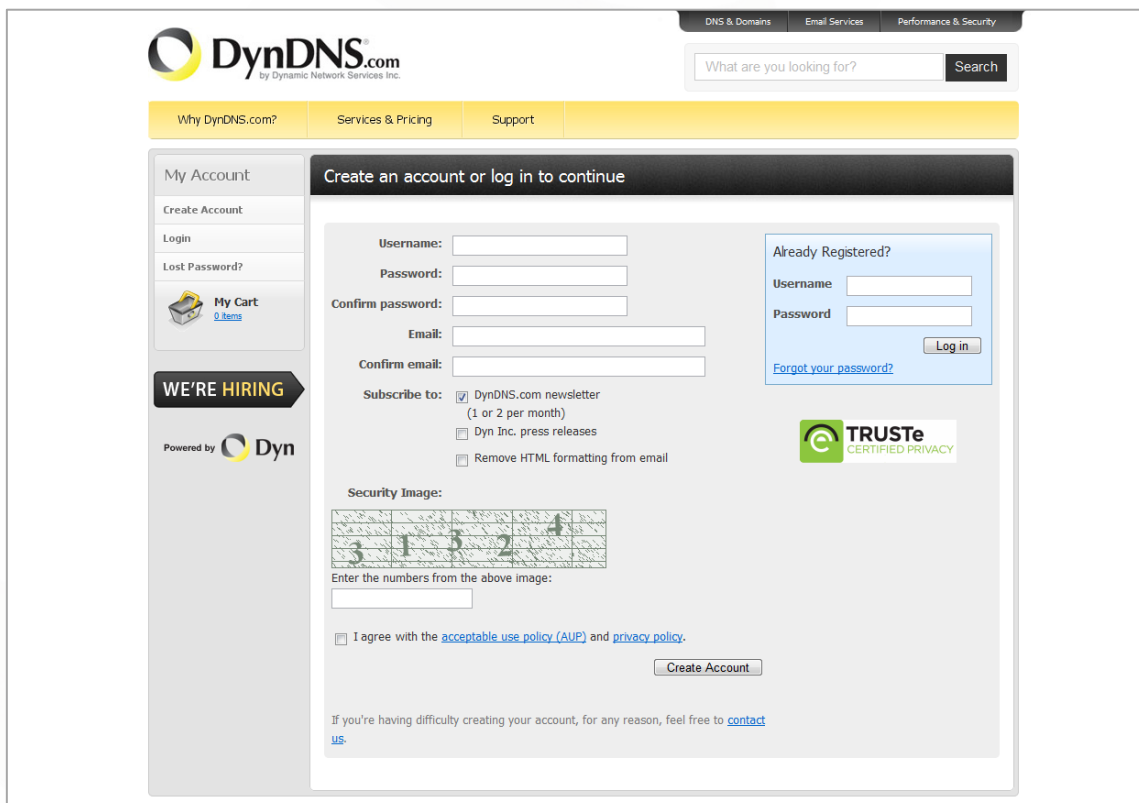 DNS & Domains Email Services Performance & Security
DynDNS.com
by Dynamic Network Services Inc.
What are you looking for? Search
Why DynDNS.com? Services & Pricing Support
My Account
Create Account
Login
Lost Password?
My Cart
0 items
WE'RE HIRING
Powered by Dyn
Create an account or log in to continue
Username:
Password:
Confirm password:
Email:
Confirm email:
Subscribe to: DynDNS.com newsletter
(1 or 2 per month)
Dyn Inc. press releases
Remove HTML formatting from email
Security Image:
3 1 3 2 4
Enter the numbers from the above image:
I agree with the acceptable use policy (AUP) and privacy policy.
Create Account
If you're having difficulty creating your account, for any reason, feel free to contact
us.
Already Registered?
Username
Password
Log in
Forgot your password?
TRUSTe
CERTIFIED PRIVACY